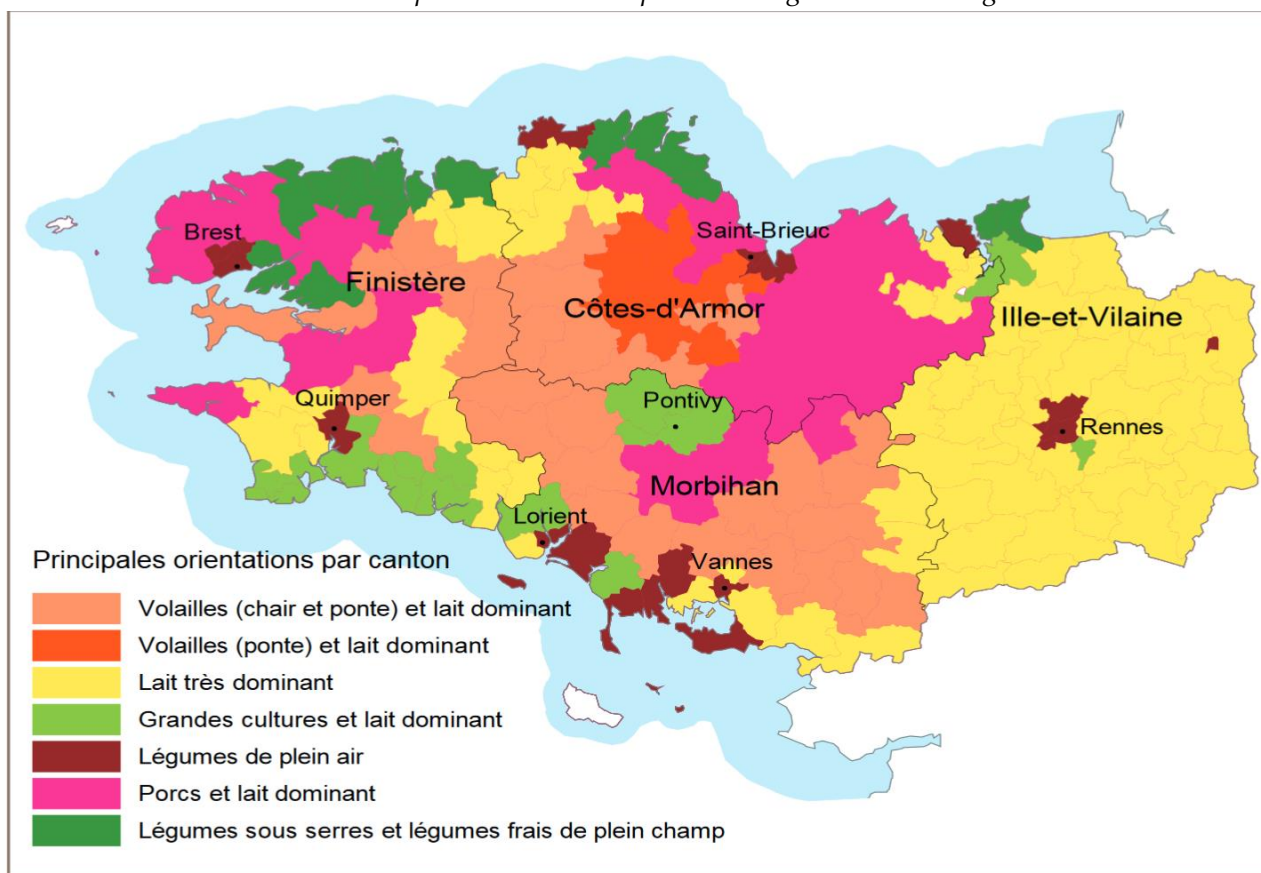 Brest
Saint-Brieuc
Finistère
Côtes-d'Armor
Ille-et-Vilaine
Quimper
Pontivy
Rennes
Morbihan
Lorient
Vannes
Principales orientations par canton
Volailles (chair et ponte) et lait dominant
Volailles (ponte) et lait dominant
Lait très dominant
Grandes cultures et lait dominant
Légumes de plein air
Porcs et lait dominant
Légumes sous serres et légumes frais de plein champ